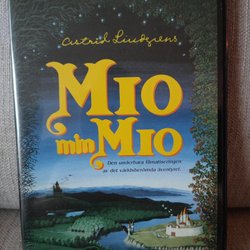 Astrid Lindgrens
MIO
min
MIO
Den underbara filmatiseringen
av det världsberömda äventyret.